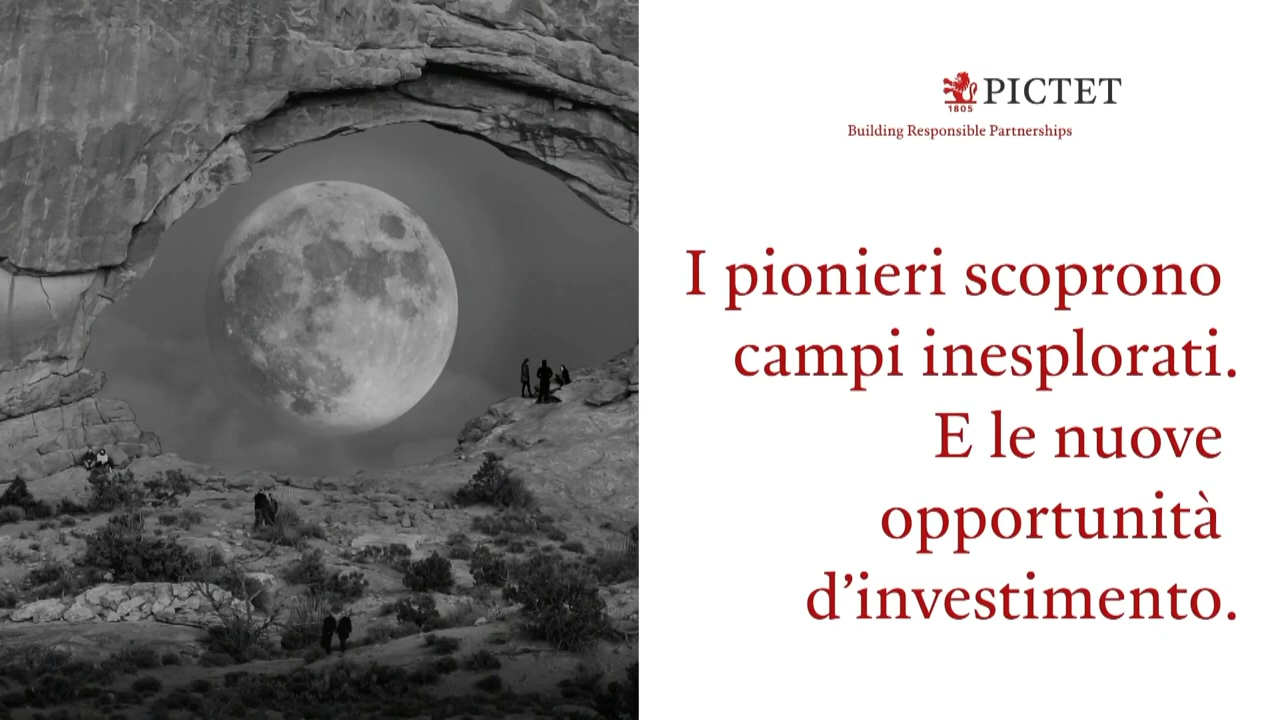 PICTET
1805
Building Responsible Partnerships
I pionieri scoprono
campi inesplorati.
E le nuove
opportunità
d’investimento.